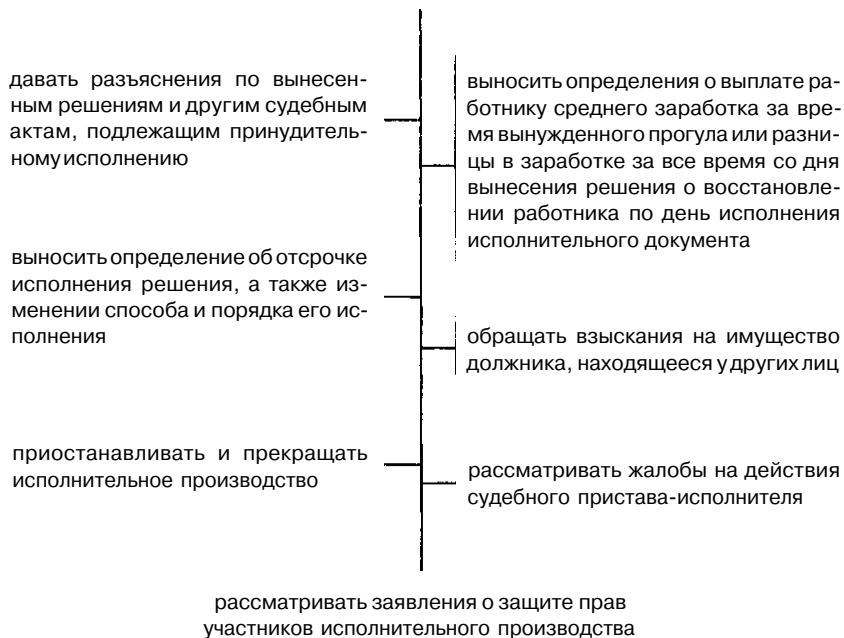 давать разъяснения по вынесен-
ным решениям и другим судебным
актам, подлежащим принудитель-
ному исполнению
выносить определения о выплате ра-
ботнику среднего заработка за вре-
мя вынужденного прогула или разни-
цы в заработке за все время со дня
вынесения решения о восстановле-
нии работника по день исполнения
исполнительного документа
выносить определение об отсрочке
исполнения решения, а также из-
менении способа и порядка его ис-
полнения
обращать взыскания на имущество
должника, находящееся у других лиц
приостанавливать и прекращать
исполнительное производство
рассматривать жалобы на действия
судебного пристава-исполнителя
рассматривать заявления о защите прав
участников исполнительного производства